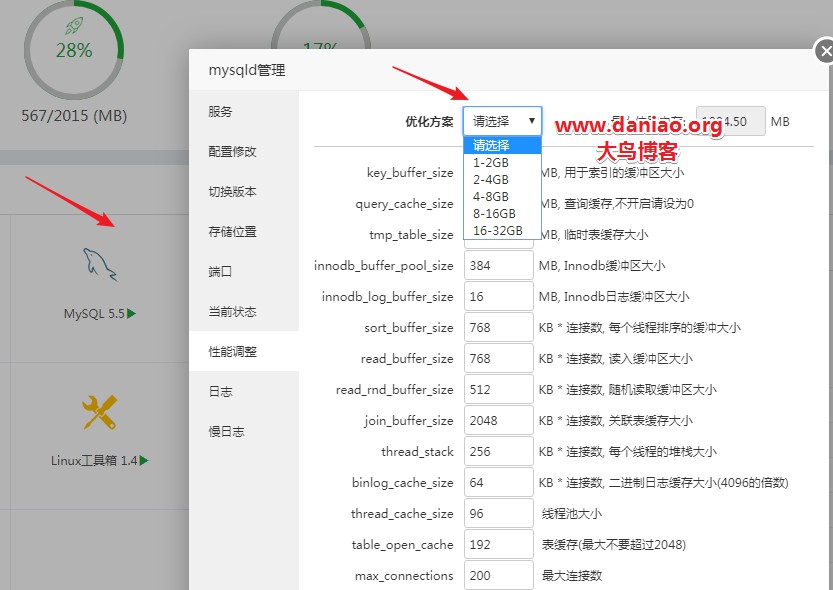 28%
17%
567/2015 (MB)
mysqld管理
服务
配置修改
切换版本
存储位置
端口
当前状态
性能调整
日志
慢日志
优化方案 请选择 4.50 MB
www.daniao.org
大鸟博客
请选择
1-2GB
2-4GB
4-8GB
8-16GB
16-32GB
key_buffer_size MB, 用于索引的缓冲区大小
query_cache_size MB, 查询缓存,不开启请设为0
tmp_table_size MB, 临时表缓存大小
innodb_buffer_pool_size 384 MB, Innodb缓冲区大小
innodb_log_buffer_size 16 MB, Innodb日志缓冲区大小
sort_buffer_size 768 KB * 连接数, 每个线程排序的缓冲大小
read_buffer_size 768 KB * 连接数, 读入缓冲区大小
read_rnd_buffer_size 512 KB * 连接数, 随机读取缓冲区大小
join_buffer_size 2048 KB * 连接数, 关联表缓存大小
thread_stack 256 KB * 连接数, 每个线程的堆栈大小
binlog_cache_size 64 KB * 连接数, 二进制日志缓存大小(4096的倍数)
thread_cache_size 96 线程池大小
table_open_cache 192 表缓存(最大不要超过2048)
max_connections 200 最大连接数
MySQL 5.5
Linux工具箱 1.4